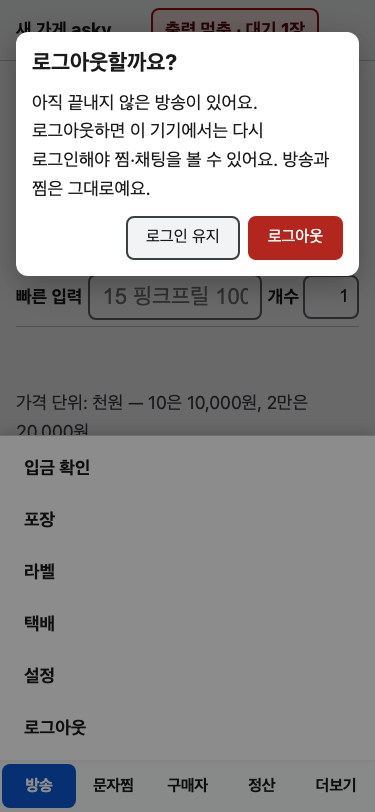 새 가게 asky
출력 멈춤 · 대기 1장
로그아웃할까요?
아직 끝내지 않은 방송이 있어요.
로그아웃하면 이 기기에서는 다시
로그인해야 찜·채팅을 볼 수 있어요. 방송과
찜은 그대로예요.
로그인 유지
로그아웃
빠른 입력 15 핑크프릴 100 개수 1
가격 단위: 천원 — 10은 10,000원, 2만은
20,000원
입금 확인
포장
라벨
택배
설정
로그아웃
방송 문자찜 구매자 정산 더보기